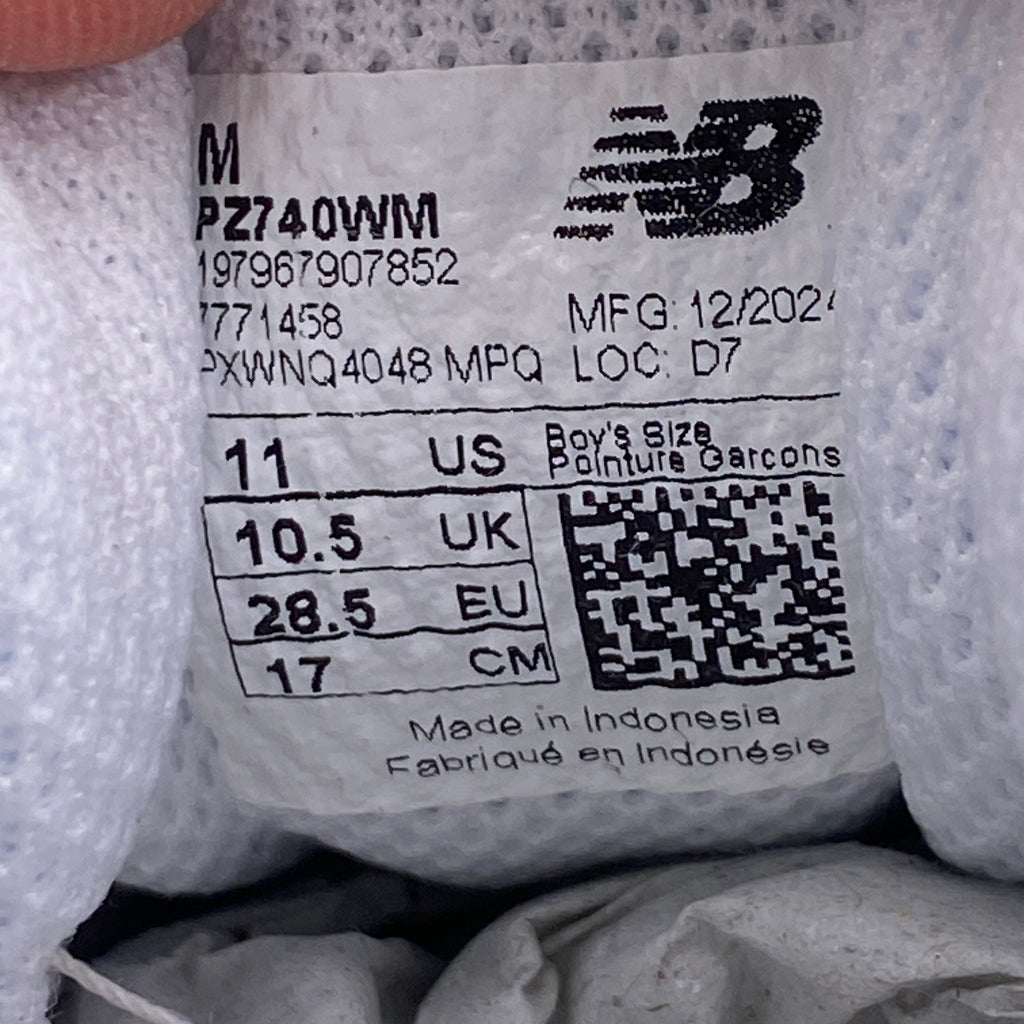 NB
M
PZ740WM
197967907852
7771458
MFG: 12/2024
PXWNQ4048 MPQ LOC: D7
11 US Boy's Size
Pointure Garcons
10.5 UK
28.5 EU
17 CM
Made in Indonesia
Fabriqué en Indonésie